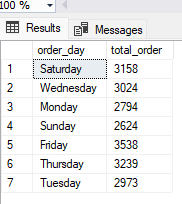 100 %
Results Messages
order_day total_order
1 Saturday 3158
2 Wednesday 3024
3 Monday 2794
4 Sunday 2624
5 Friday 3538
6 Thursday 3239
7 Tuesday 2973